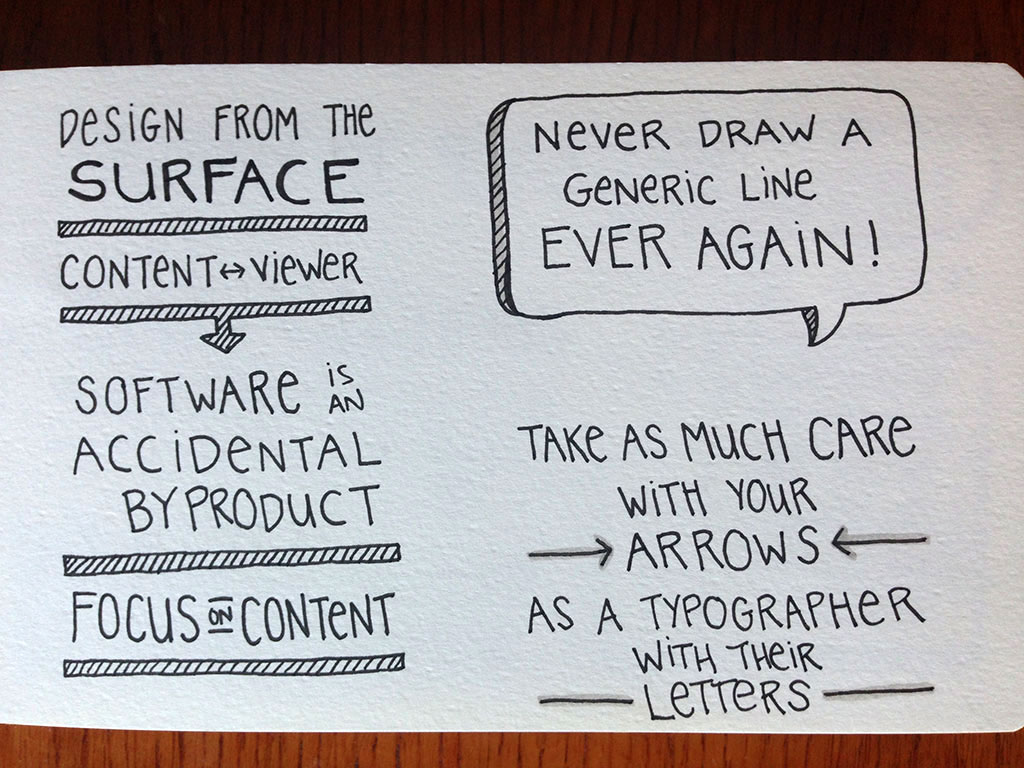 DESiGN FROM THE
SURFACE
CONTENT ↔ ViEWER
SOFTWARE iS AN
ACCiDENTAL
BYPRODUCT
FOCUS ON CONTENT
NEVER DRAW A
GENERiC LiNE
EVER AGAiN!
TAKE AS MUCH CARE
WiTH YOUR
→ ARROWS ←
AS A TYPOGRAPHER
WiTH THEiR
LETTERS